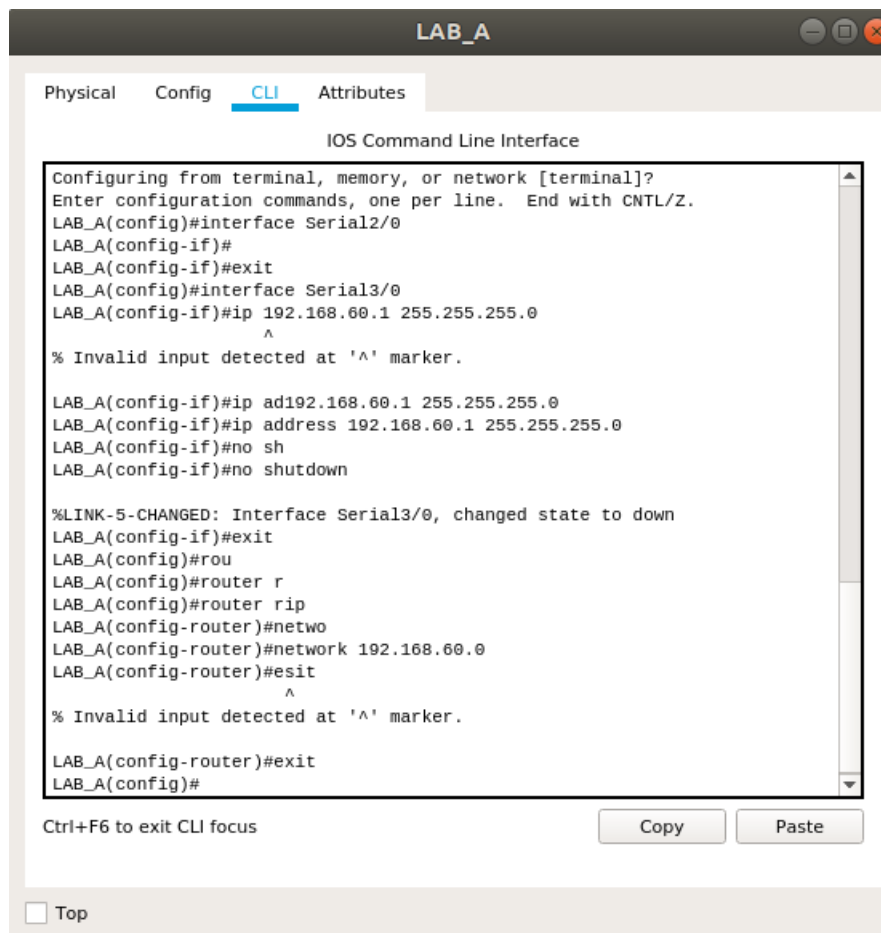 LAB_A
Physical Config CLI Attributes
IOS Command Line Interface
Configuring from terminal, memory, or network [terminal]?
Enter configuration commands, one per line.  End with CNTL/Z.
LAB_A(config)#interface Serial2/0
LAB_A(config-if)#
LAB_A(config-if)#exit
LAB_A(config)#interface Serial3/0
LAB_A(config-if)#ip 192.168.60.1 255.255.255.0
^
% Invalid input detected at '^' marker.
LAB_A(config-if)#ip ad192.168.60.1 255.255.255.0
LAB_A(config-if)#ip address 192.168.60.1 255.255.255.0
LAB_A(config-if)#no sh
LAB_A(config-if)#no shutdown
%LINK-5-CHANGED: Interface Serial3/0, changed state to down
LAB_A(config-if)#exit
LAB_A(config)#rou
LAB_A(config)#router r
LAB_A(config)#router rip
LAB_A(config-router)#netwo
LAB_A(config-router)#network 192.168.60.0
LAB_A(config-router)#esit
^
% Invalid input detected at '^' marker.
LAB_A(config-router)#exit
LAB_A(config)#
Ctrl+F6 to exit CLI focus Copy Paste
Top